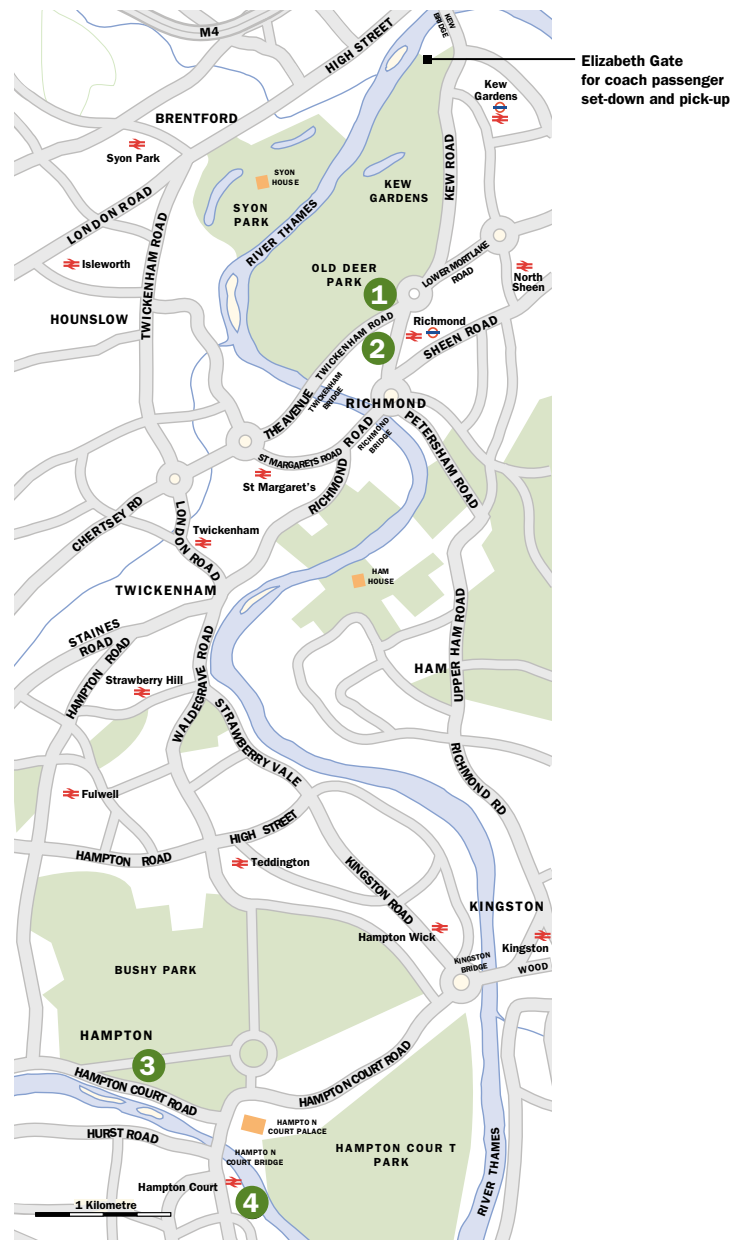 M4
HIGH STREET
KEW
BRIDGE
Elizabeth Gate
for coach passenger
set-down and pick-up
Kew
Gardens
BRENTFORD
Syon Park
SYON
HOUSE
KEW
GARDENS
KEW ROAD
SYON
PARK
LONDON ROAD
RIVER THAMES
TWICKENHAM ROAD
Isleworth
OLD DEER
PARK
LOWER MORTLAKE
ROAD
North
Sheen
1
HOUNSLOW
TWICKENHAM ROAD
Richmond
SHEEN ROAD
2
THE AVENUE
TWICKENHAM
BRIDGE
RICHMOND
ST MARGARETS ROAD
RICHMOND ROAD
RICHMOND
BRIDGE
PETERSHAM ROAD
St Margaret's
CHERTSEY RD
LONDON ROAD
Twickenham
HAM
HOUSE
TWICKENHAM
UPPER HAM ROAD
STAINES
ROAD
HAMPTON ROAD
WALDEGRAVE ROAD
HAM
Strawberry Hill
STRAWBERRY VALE
RICHMOND RD
Fulwell
HIGH STREET
HAMPTON ROAD
Teddington
KINGSTON ROAD
KINGSTON
Hampton Wick
Kingston
KINGSTON
BRIDGE
WOOD
BUSHY PARK
HAMPTON
3
HAMPTON COURT ROAD
HAMPTON COURT ROAD
HAMPTO N
COURT PALACE
HURST ROAD
HAMPTO N
COURT BRIDGE
HAMPTON COUR T
PARK
RIVER THAMES
Hampton Court
4
1 Kilometre